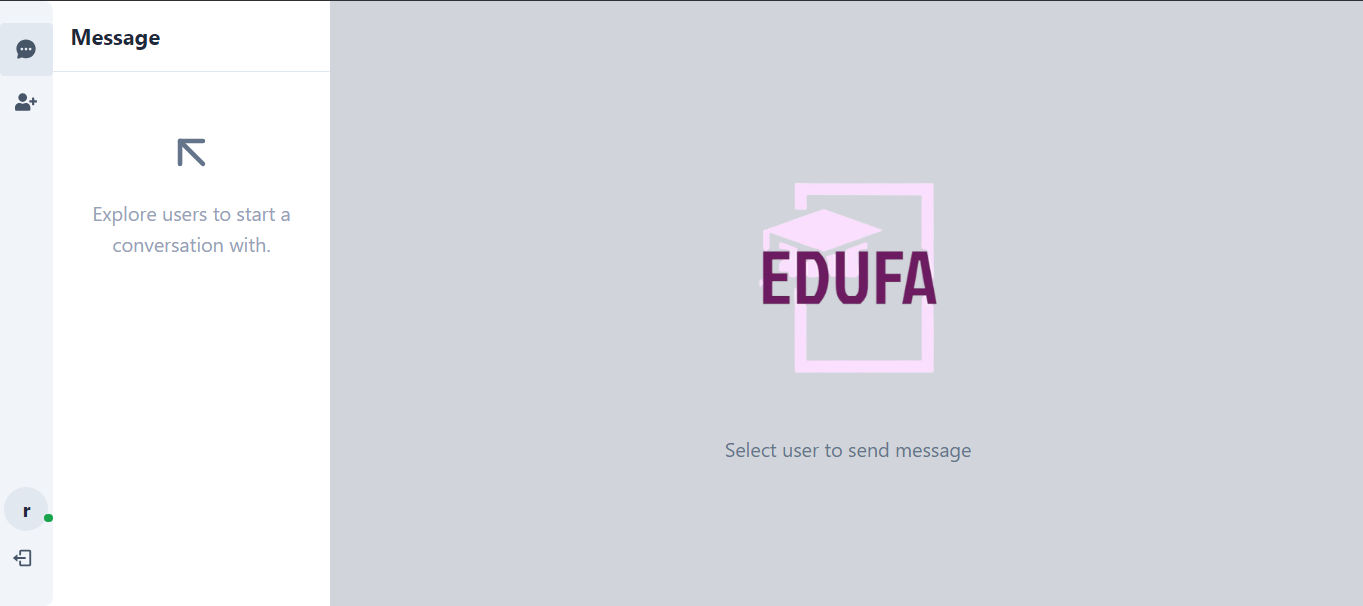 Message
Explore users to start a
conversation with.
EDUFA
Select user to send message
r